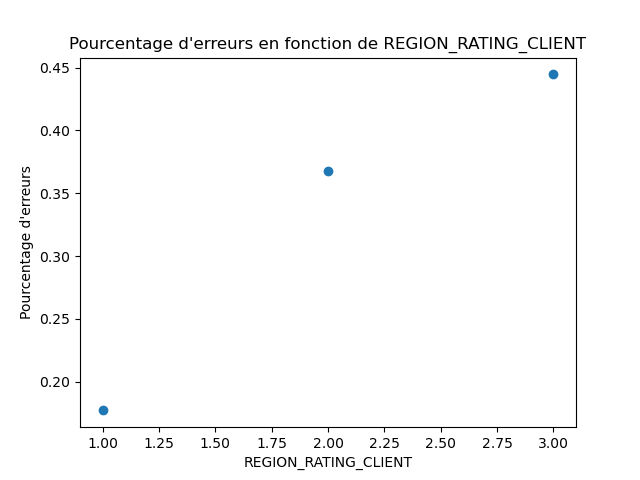 Pourcentage d'erreurs en fonction de REGION_RATING_CLIENT
0.45
0.40
0.35
0.30
0.25
0.20
Pourcentage d'erreurs
1.00 1.25 1.50 1.75 2.00 2.25 2.50 2.75 3.00
REGION_RATING_CLIENT